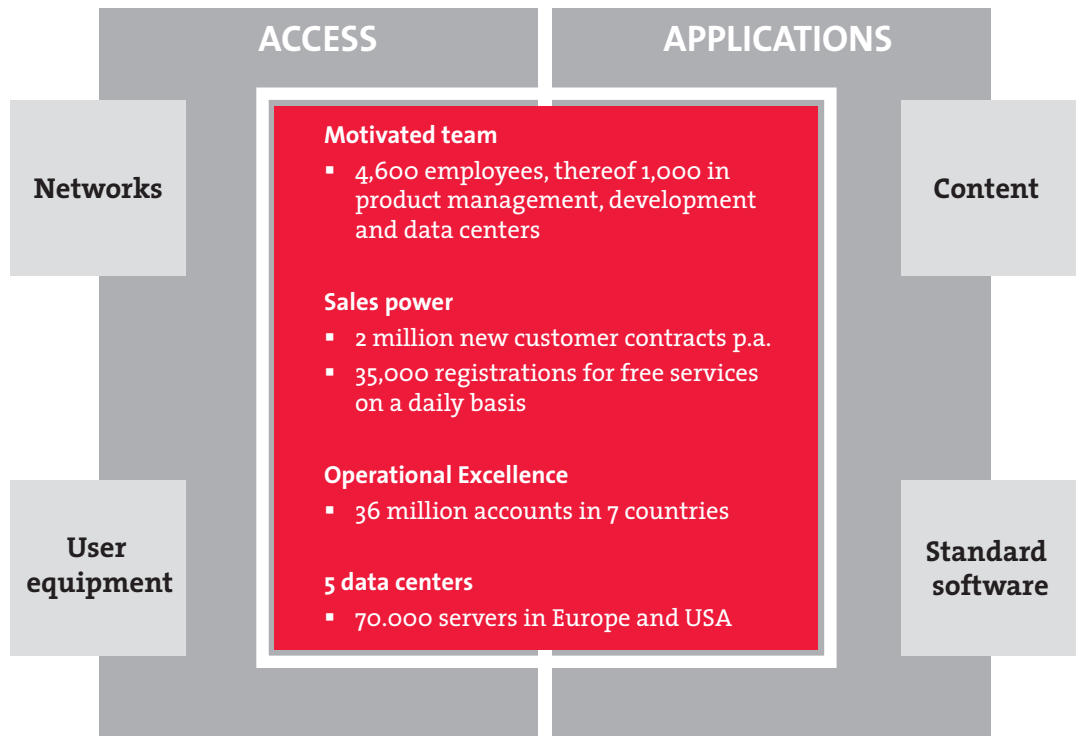 ACCESS
APPLICATIONS
Networks
User
equipment
Motivated team
▪ 4,600 employees, thereof 1,000 in
product management, development
and data centers
Sales power
▪ 2 million new customer contracts p.a.
▪ 35,000 registrations for free services
on a daily basis
Operational Excellence
▪ 36 million accounts in 7 countries
5 data centers
▪ 70.000 servers in Europe and USA
Content
Standard
software